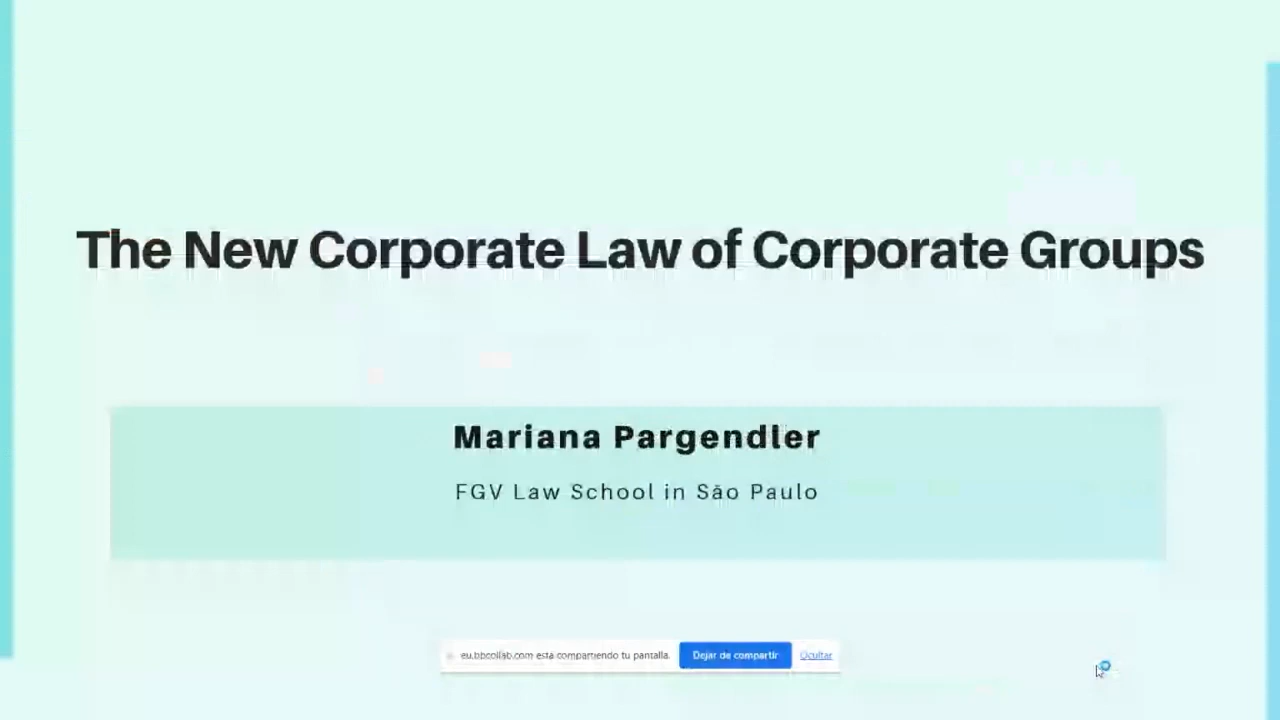 The New Corporate Law of Corporate Groups
Mariana Pargendler
FGV Law School in São Paulo
eu.bbcollab.com está compartiendo tu pantalla. Dejar de compartir Ocultar